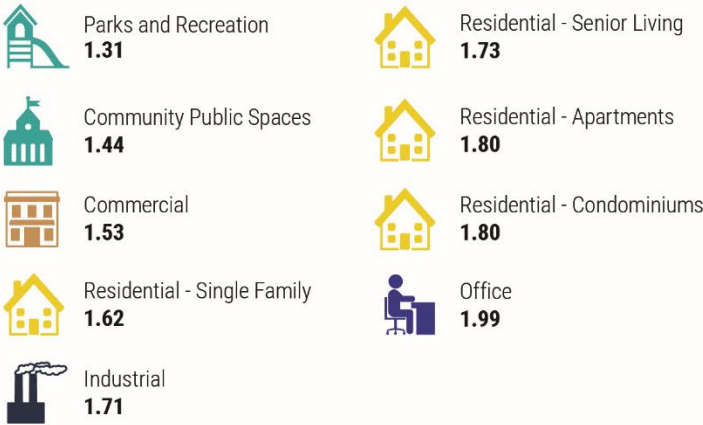 Parks and Recreation
1.31
Community Public Spaces
1.44
Commercial
1.53
Residential - Single Family
1.62
Industrial
1.71
Residential - Senior Living
1.73
Residential - Apartments
1.80
Residential - Condominiums
1.80
Office
1.99